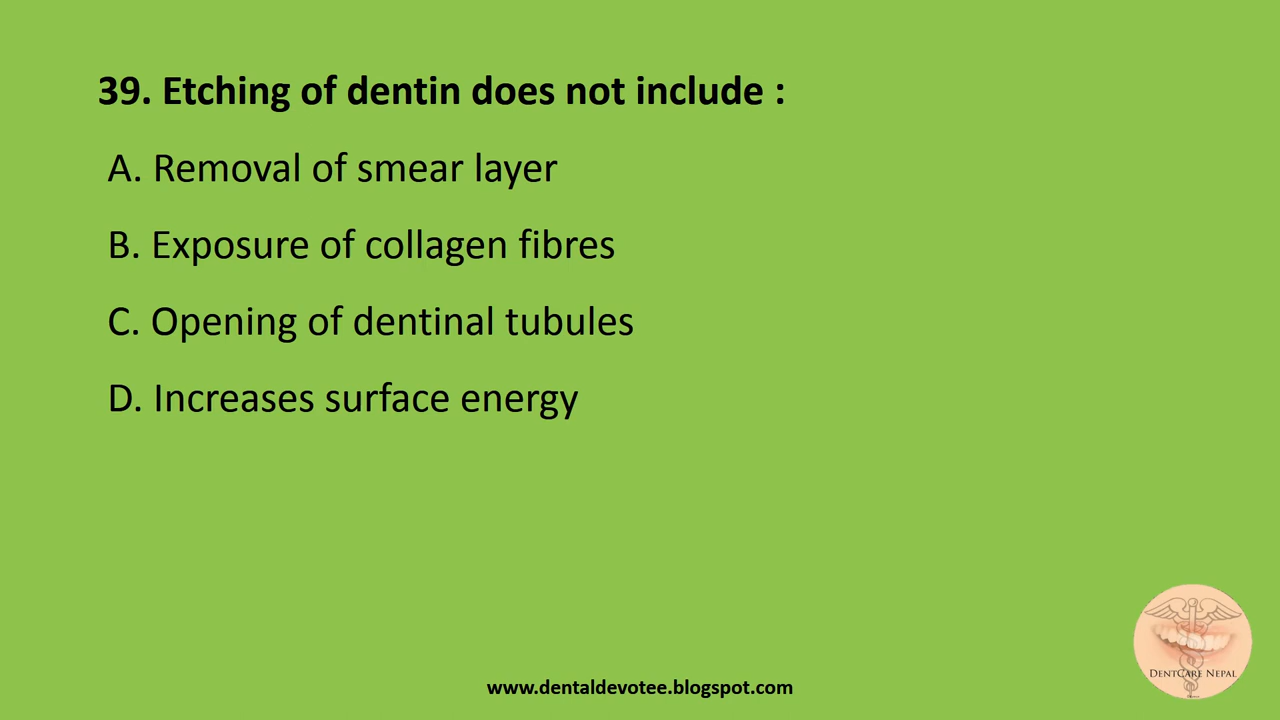 39. Etching of dentin does not include :
A. Removal of smear layer
B. Exposure of collagen fibres
C. Opening of dentinal tubules
D. Increases surface energy
DentCare Nepal
www.dentaldevotee.blogspot.com